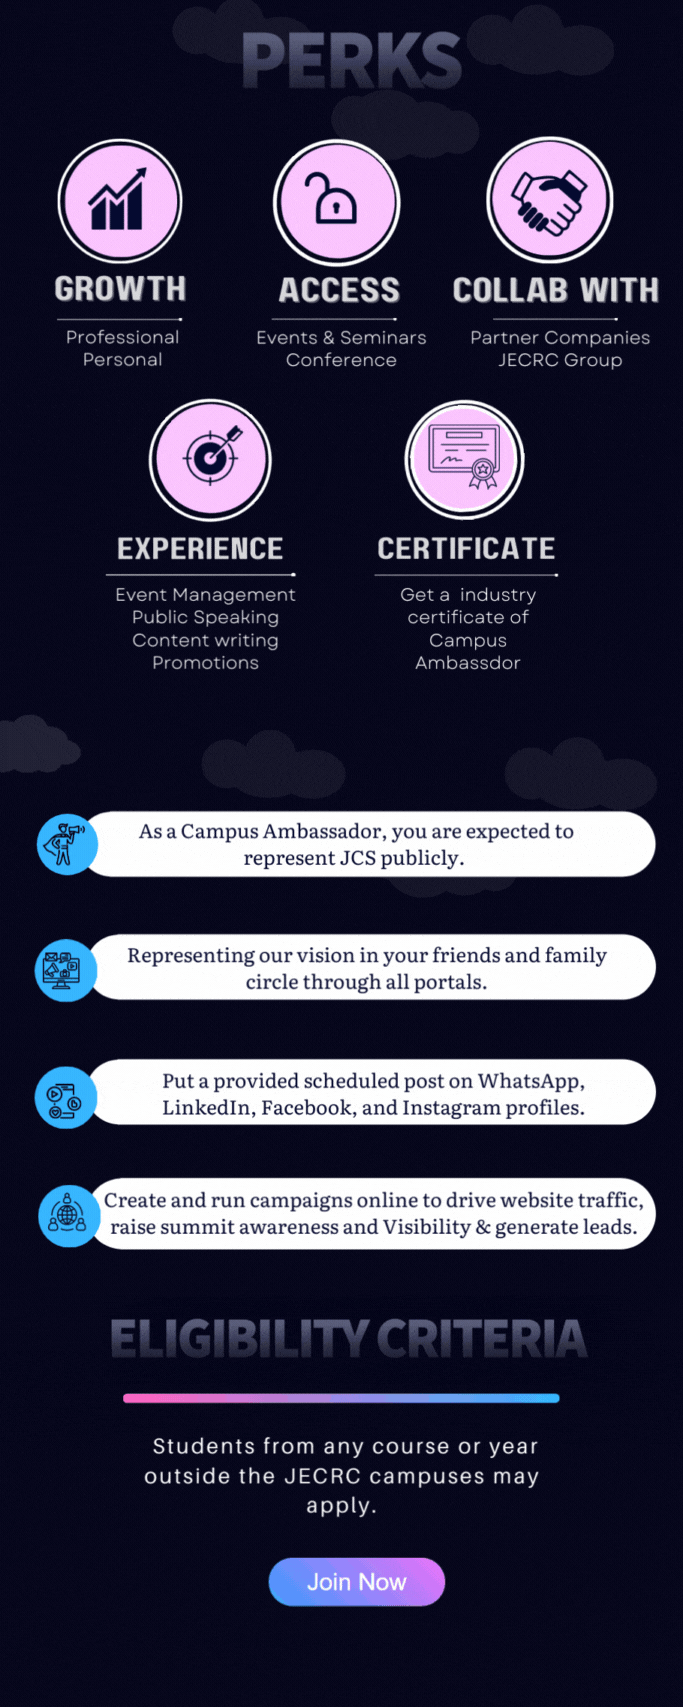 PERKS
GROWTH
Professional
Personal
ACCESS
Events & Seminars
Conference
COLLAB WITH
Partner Companies
JECRC Group
EXPERIENCE
Event Management
Public Speaking
Content writing
Promotions
CERTIFICATE
Get a industry
certificate of
Campus
Ambassdor
As a Campus Ambassador, you are expected to
represent JCS publicly.
Representing our vision in your friends and family
circle through all portals.
Put a provided scheduled post on WhatsApp,
LinkedIn, Facebook, and Instagram profiles.
Create and run campaigns online to drive website traffic,
raise summit awareness and Visibility & generate leads.
ELIGIBILITY CRITERIA
Students from any course or year
outside the JECRC campuses may
apply.
Join Now